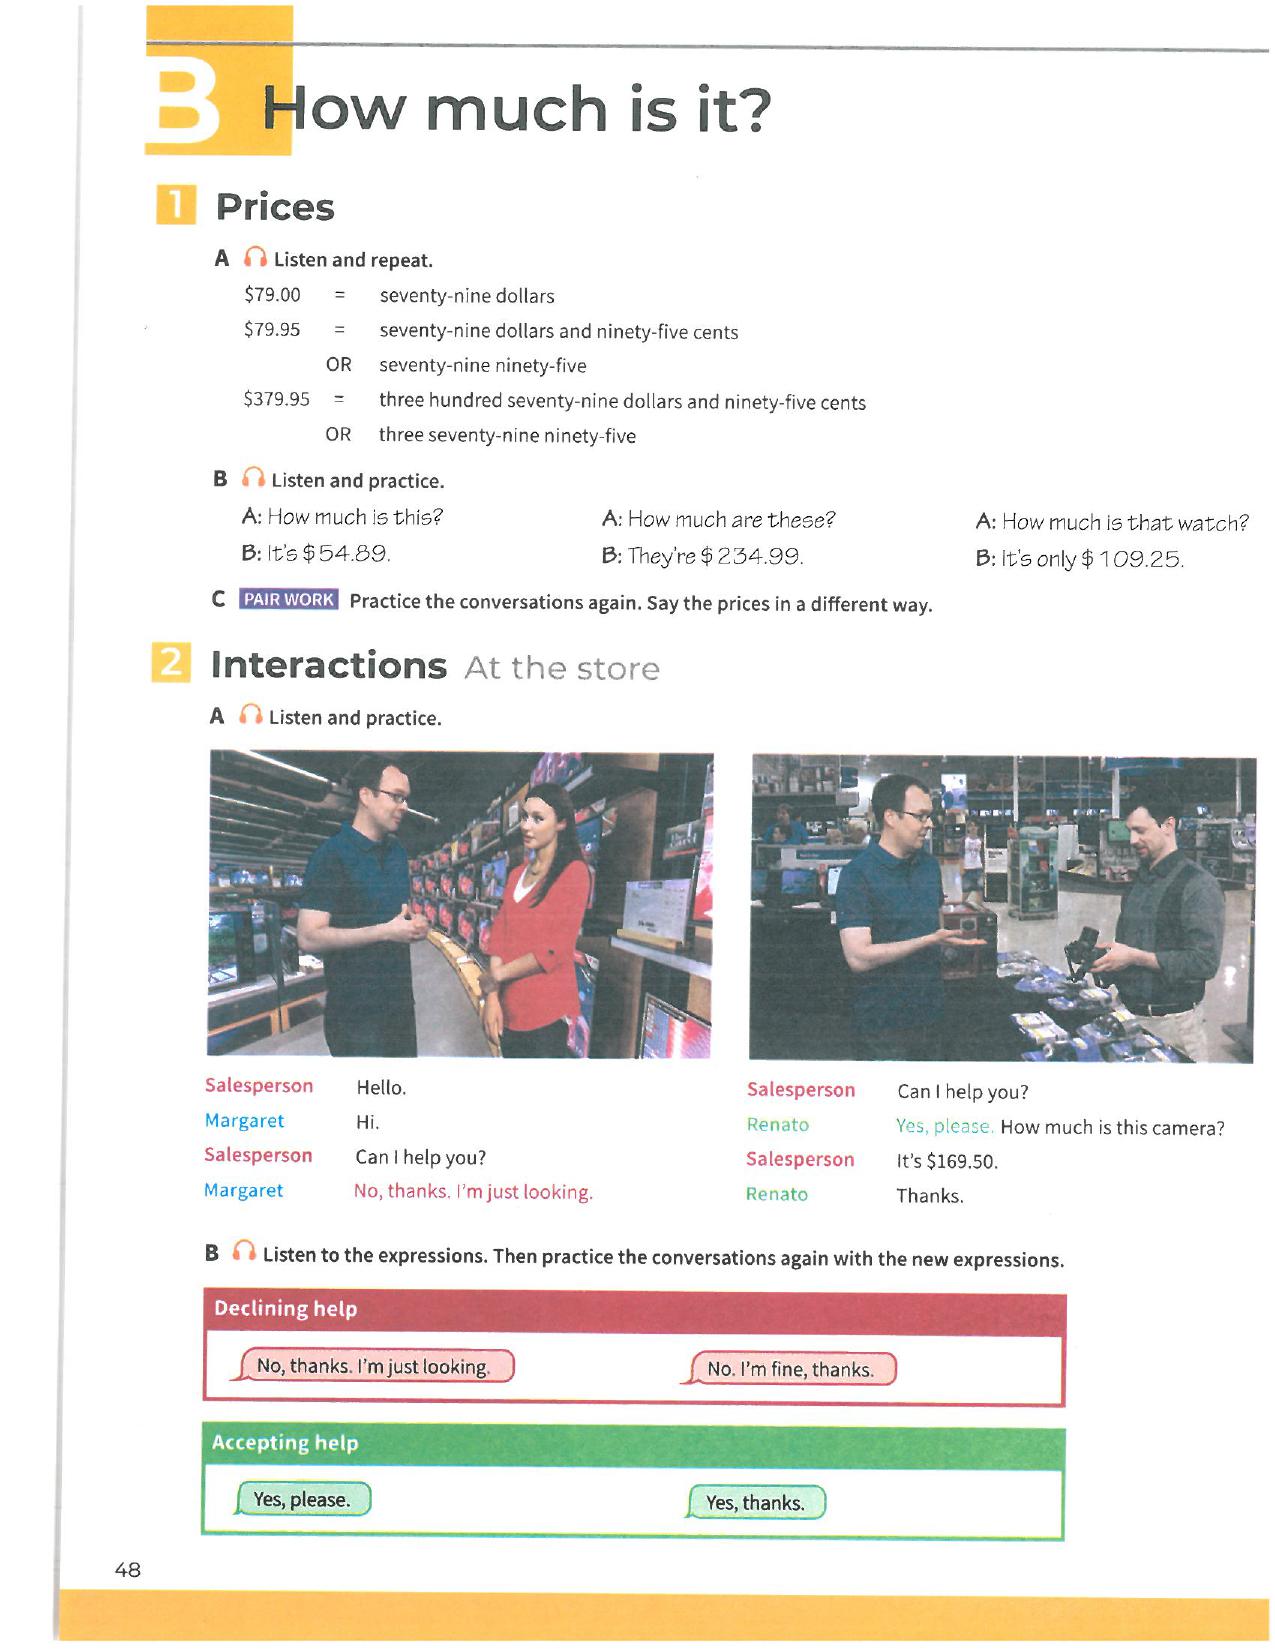 B How much is it?
1 Prices
A Listen and repeat.
$79.00 = seventy-nine dollars
$79.95 = seventy-nine dollars and ninety-five cents
OR seventy-nine ninety-five
$379.95 = three hundred seventy-nine dollars and ninety-five cents
OR three seventy-nine ninety-five
B Listen and practice.
A: How much is this?
B: It's $54.89.
A: How much are these?
B: They're $234.99.
A: How much is that watch?
B: It's only $109.25.
C PAIR WORK Practice the conversations again. Say the prices in a different way.
2 Interactions At the store
A Listen and practice.
Salesperson Hello.
Margaret Hi.
Salesperson Can I help you?
Margaret No, thanks. I'm just looking.
Salesperson Can I help you?
Renato Yes, please. How much is this camera?
Salesperson It's $169.50.
Renato Thanks.
B Listen to the expressions. Then practice the conversations again with the new expressions.
Declining help
No, thanks. I'm just looking.
No. I'm fine, thanks.
Accepting help
Yes, please.
Yes, thanks.
48